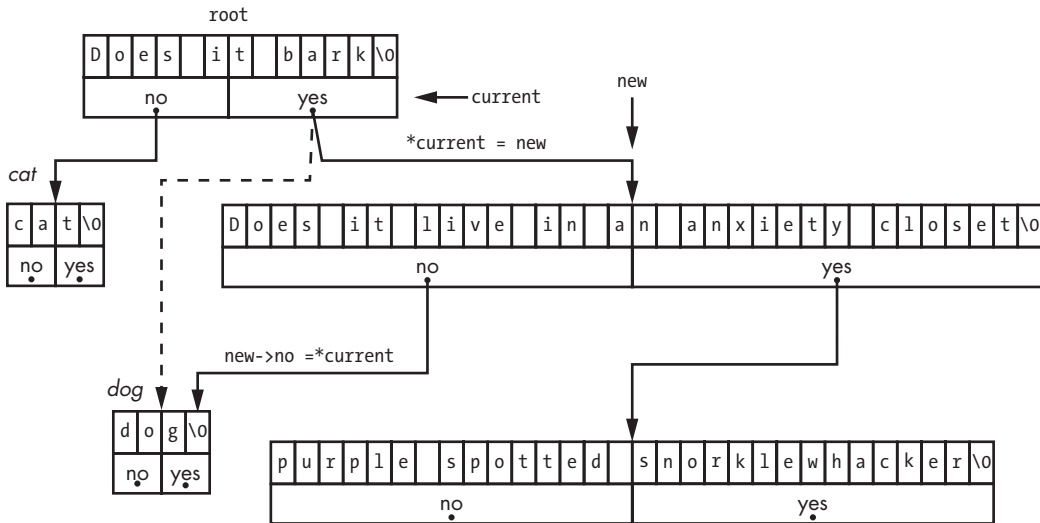 root
Does it bark\0
no yes
current
new
*current = new
cat
cat\0
no yes
Does it live in an anxiety closet\0
no yes
new->no =*current
dog
dog\0
no yes
purple spotted snorklewhacker\0
no yes